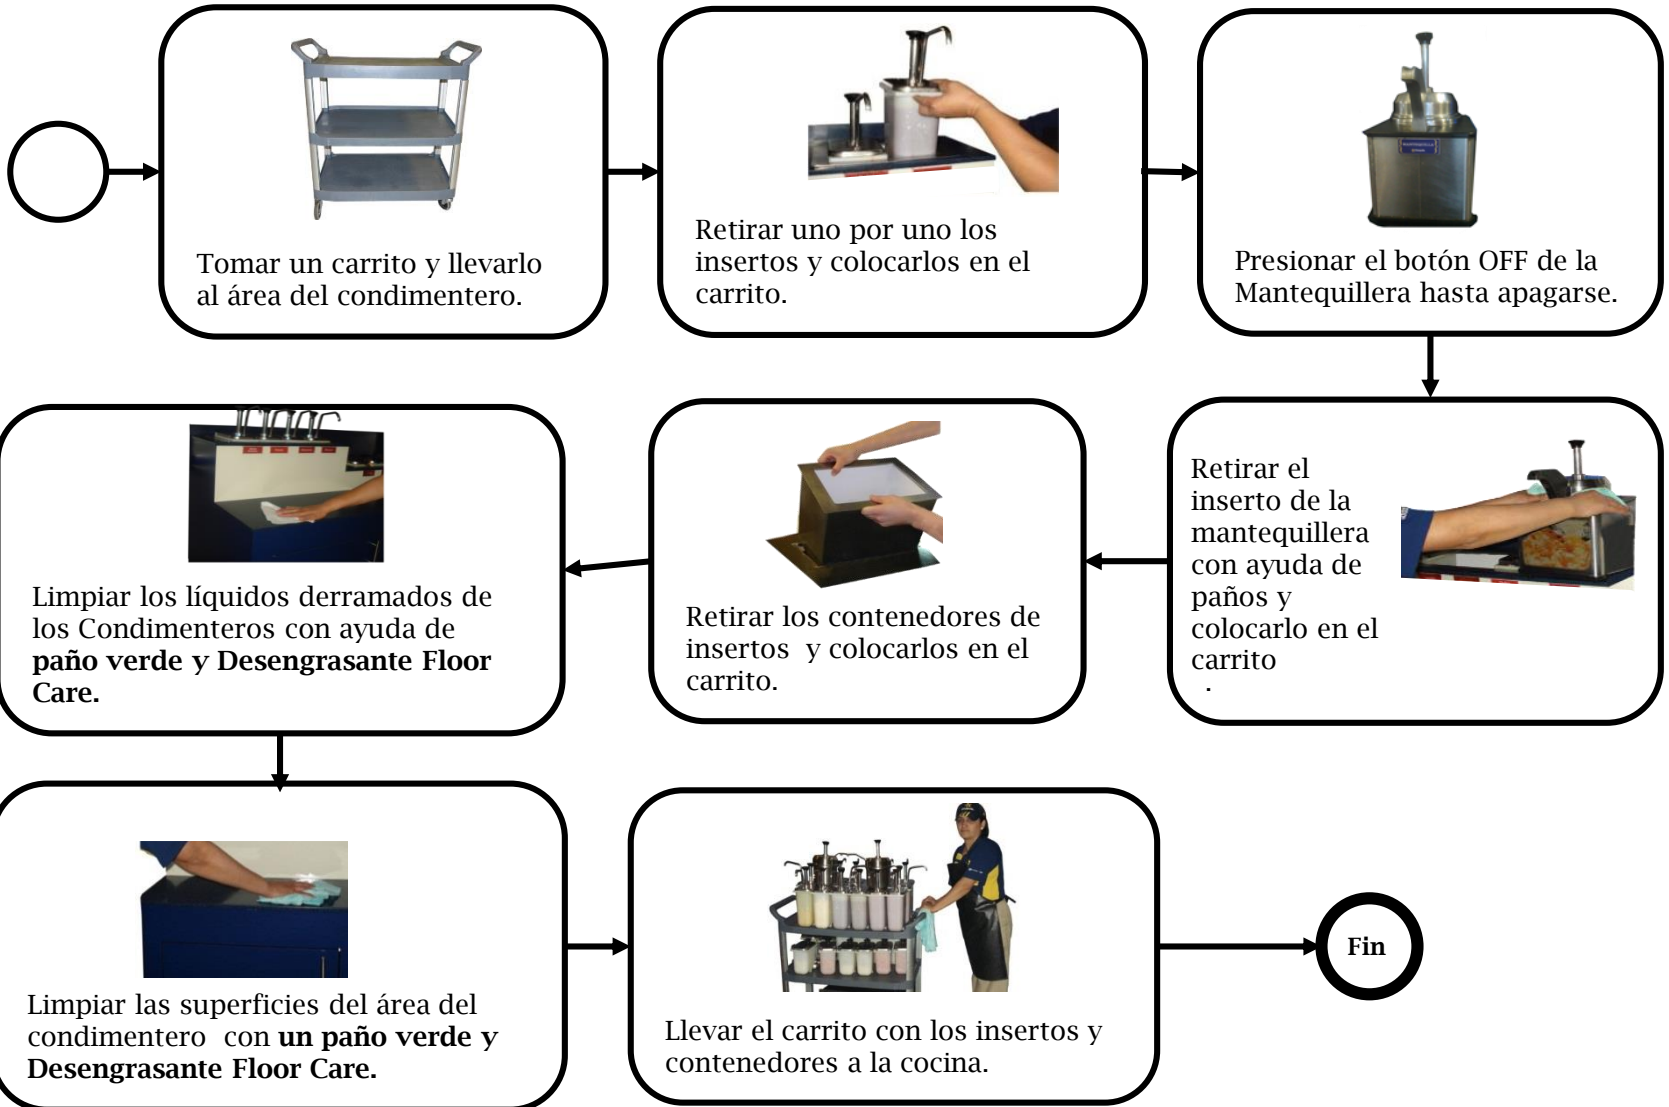 Tomar un carrito y llevarlo
al área del condimentero.
Retirar uno por uno los
insertos y colocarlos en el
carrito.
Presionar el botón OFF de la
Mantequillera hasta apagarse.
Retirar el
inserto de la
mantequillera
con ayuda de
paños y
colocarlo en el
carrito
.
Retirar los contenedores de
insertos y colocarlos en el
carrito.
Limpiar los líquidos derramados de
los Condimenteros con ayuda de
paño verde y Desengrasante Floor
Care.
Limpiar las superficies del área del
condimentero con un paño verde y
Desengrasante Floor Care.
Llevar el carrito con los insertos y
contenedores a la cocina.
Fin